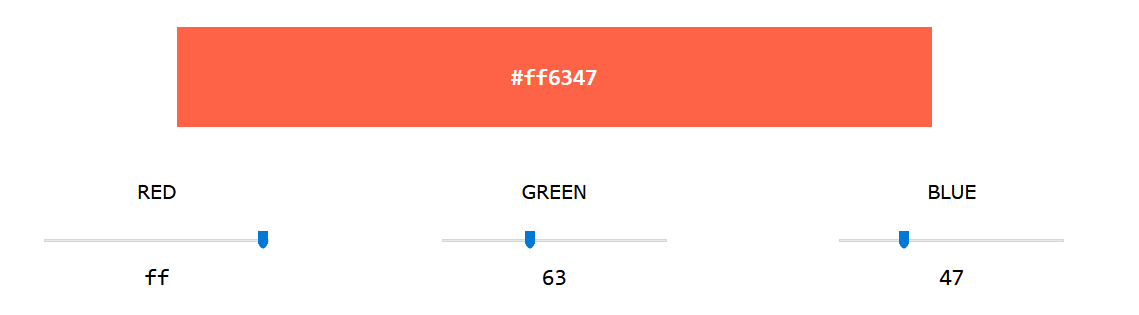 #ff6347
RED GREEN BLUE
ff 63 47